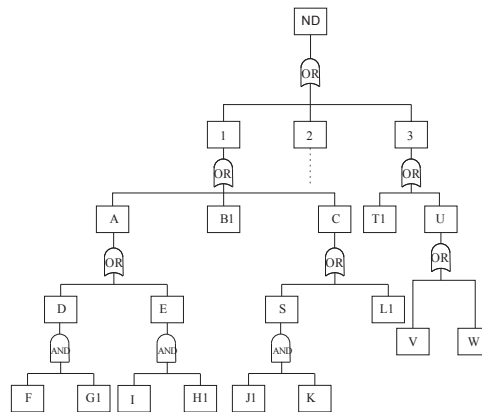 ND
OR
1 2 3
OR OR
A B1 C T1 U
OR OR OR
D E S L1
AND AND AND V W
F G1 I H1 J1 K